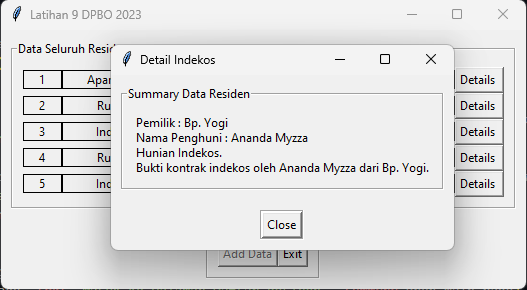 Latihan 9 DPBO 2023
Data Seluruh Resid
Detail Indekos
Summary Data Residen
Pemilik : Bp. Yogi
Nama Penghuni : Ananda Myzza
Hunian Indekos.
Bukti kontrak indekos oleh Ananda Myzza dari Bp. Yogi.
Close
1 Apar Details
2 Ru Details
3 Ind Details
4 Ru Details
5 Ind Details
Add Data Exit